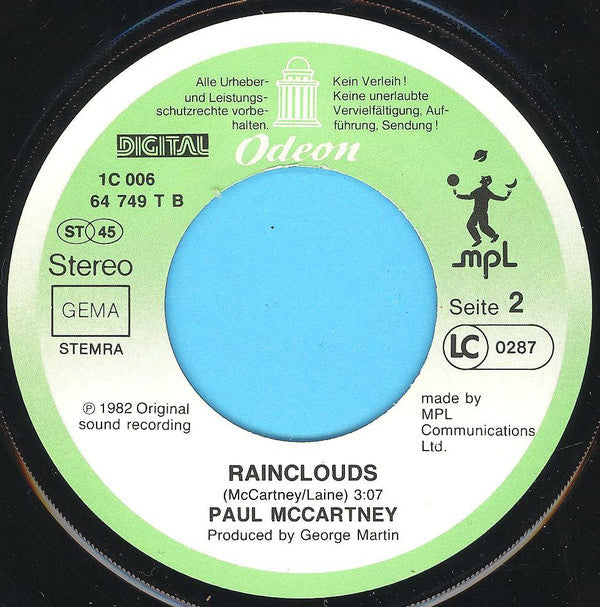 Alle Urheber-
und Leistungs-
schutzrechte vorbe-
halten.
Kein Verleih!
Keine unerlaubte
Vervielfältigung, Auf-
führung, Sendung!
DIGITAL
Odeon
1C 006
64 749 T B
ST 45
Stereo
GEMA
STEMRA
mpL
Seite 2
LC 0287
℗ 1982 Original
sound recording
made by
MPL
Communications
Ltd.
RAINCLOUDS
(McCartney/Laine) 3:07
PAUL MCCARTNEY
Produced by George Martin